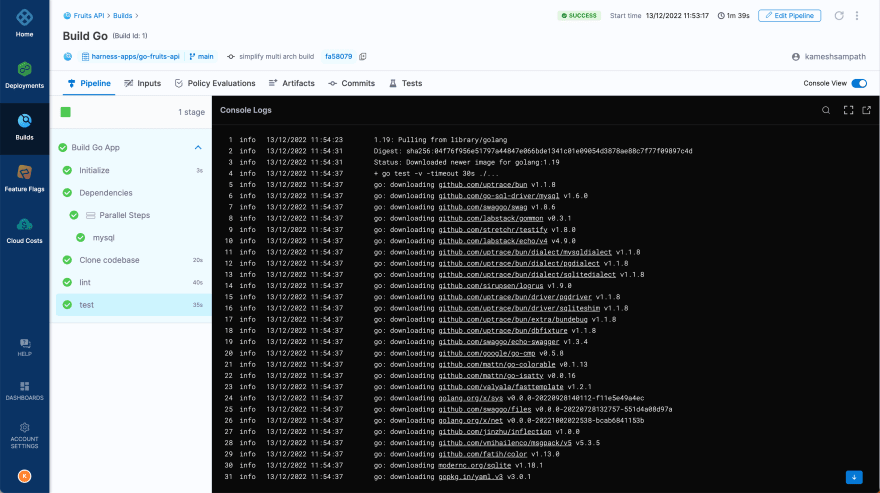 Home
Deployments
Builds
Feature Flags
Cloud Costs
HELP
DASHBOARDS
ACCOUNT
SETTINGS
K
Fruits API > Builds >
SUCCESS
Start time 13/12/2022 11:53:17
1m 39s
Edit Pipeline
Build Go (Build Id: 1)
harness-apps/go-fruits-api
main
simplify multi arch build
fa58079
kameshsampath
Pipeline
Inputs
Policy Evaluations
Artifacts
Commits
Tests
Console View
1 stage
Build Go App
Initialize 3s
Dependencies
Parallel Steps
mysql
Clone codebase 20s
lint 40s
test 35s
Console Logs
1 info 13/12/2022 11:54:23 1.19: Pulling from library/golang
2 info 13/12/2022 11:54:31 Digest: sha256:04f76f956e51797a44847e066bde1341c01e09054d3878ae88c7f77f09897c4d
3 info 13/12/2022 11:54:31 Status: Downloaded newer image for golang:1.19
4 info 13/12/2022 11:54:37 + go test -v -timeout 30s ./...
5 info 13/12/2022 11:54:37 go: downloading github.com/uptrace/bun v1.1.8
6 info 13/12/2022 11:54:37 go: downloading github.com/go-sql-driver/mysql v1.6.0
7 info 13/12/2022 11:54:37 go: downloading github.com/swaggo/swag v1.8.6
8 info 13/12/2022 11:54:37 go: downloading github.com/labstack/gommon v0.3.1
9 info 13/12/2022 11:54:37 go: downloading github.com/stretchr/testify v1.8.0
10 info 13/12/2022 11:54:37 go: downloading github.com/labstack/echo/v4 v4.9.0
11 info 13/12/2022 11:54:37 go: downloading github.com/uptrace/bun/dialect/mysqldialect v1.1.8
12 info 13/12/2022 11:54:37 go: downloading github.com/uptrace/bun/dialect/pgdialect v1.1.8
13 info 13/12/2022 11:54:37 go: downloading github.com/uptrace/bun/dialect/sqlitedialect v1.1.8
14 info 13/12/2022 11:54:37 go: downloading github.com/sirupsen/logrus v1.9.0
15 info 13/12/2022 11:54:37 go: downloading github.com/uptrace/bun/driver/pgdriver v1.1.8
16 info 13/12/2022 11:54:37 go: downloading github.com/uptrace/bun/driver/sqliteshim v1.1.8
17 info 13/12/2022 11:54:37 go: downloading github.com/uptrace/bun/extra/bundebug v1.1.8
18 info 13/12/2022 11:54:37 go: downloading github.com/uptrace/bun/dbfixture v1.1.8
19 info 13/12/2022 11:54:37 go: downloading github.com/swaggo/echo-swagger v1.3.4
20 info 13/12/2022 11:54:37 go: downloading github.com/google/go-cmp v0.5.8
21 info 13/12/2022 11:54:37 go: downloading github.com/mattn/go-colorable v0.1.13
22 info 13/12/2022 11:54:37 go: downloading github.com/mattn/go-isatty v0.0.16
23 info 13/12/2022 11:54:37 go: downloading github.com/valyala/fasttemplate v1.2.1
24 info 13/12/2022 11:54:37 go: downloading golang.org/x/sys v0.0.0-20220928140112-f11e5e49a4ec
25 info 13/12/2022 11:54:37 go: downloading github.com/swaggo/files v0.0.0-20220728132757-551d4a08d97a
26 info 13/12/2022 11:54:37 go: downloading golang.org/x/net v0.0.0-20221002022538-bcab6841153b
27 info 13/12/2022 11:54:37 go: downloading github.com/jinzhu/inflection v1.0.0
28 info 13/12/2022 11:54:37 go: downloading github.com/vmihailenco/msgpack/v5 v5.3.5
29 info 13/12/2022 11:54:37 go: downloading github.com/fatih/color v1.13.0
30 info 13/12/2022 11:54:37 go: downloading modernc.org/sqlite v1.18.1
31 info 13/12/2022 11:54:37 go: downloading gopkg.in/yaml.v3 v3.0.1